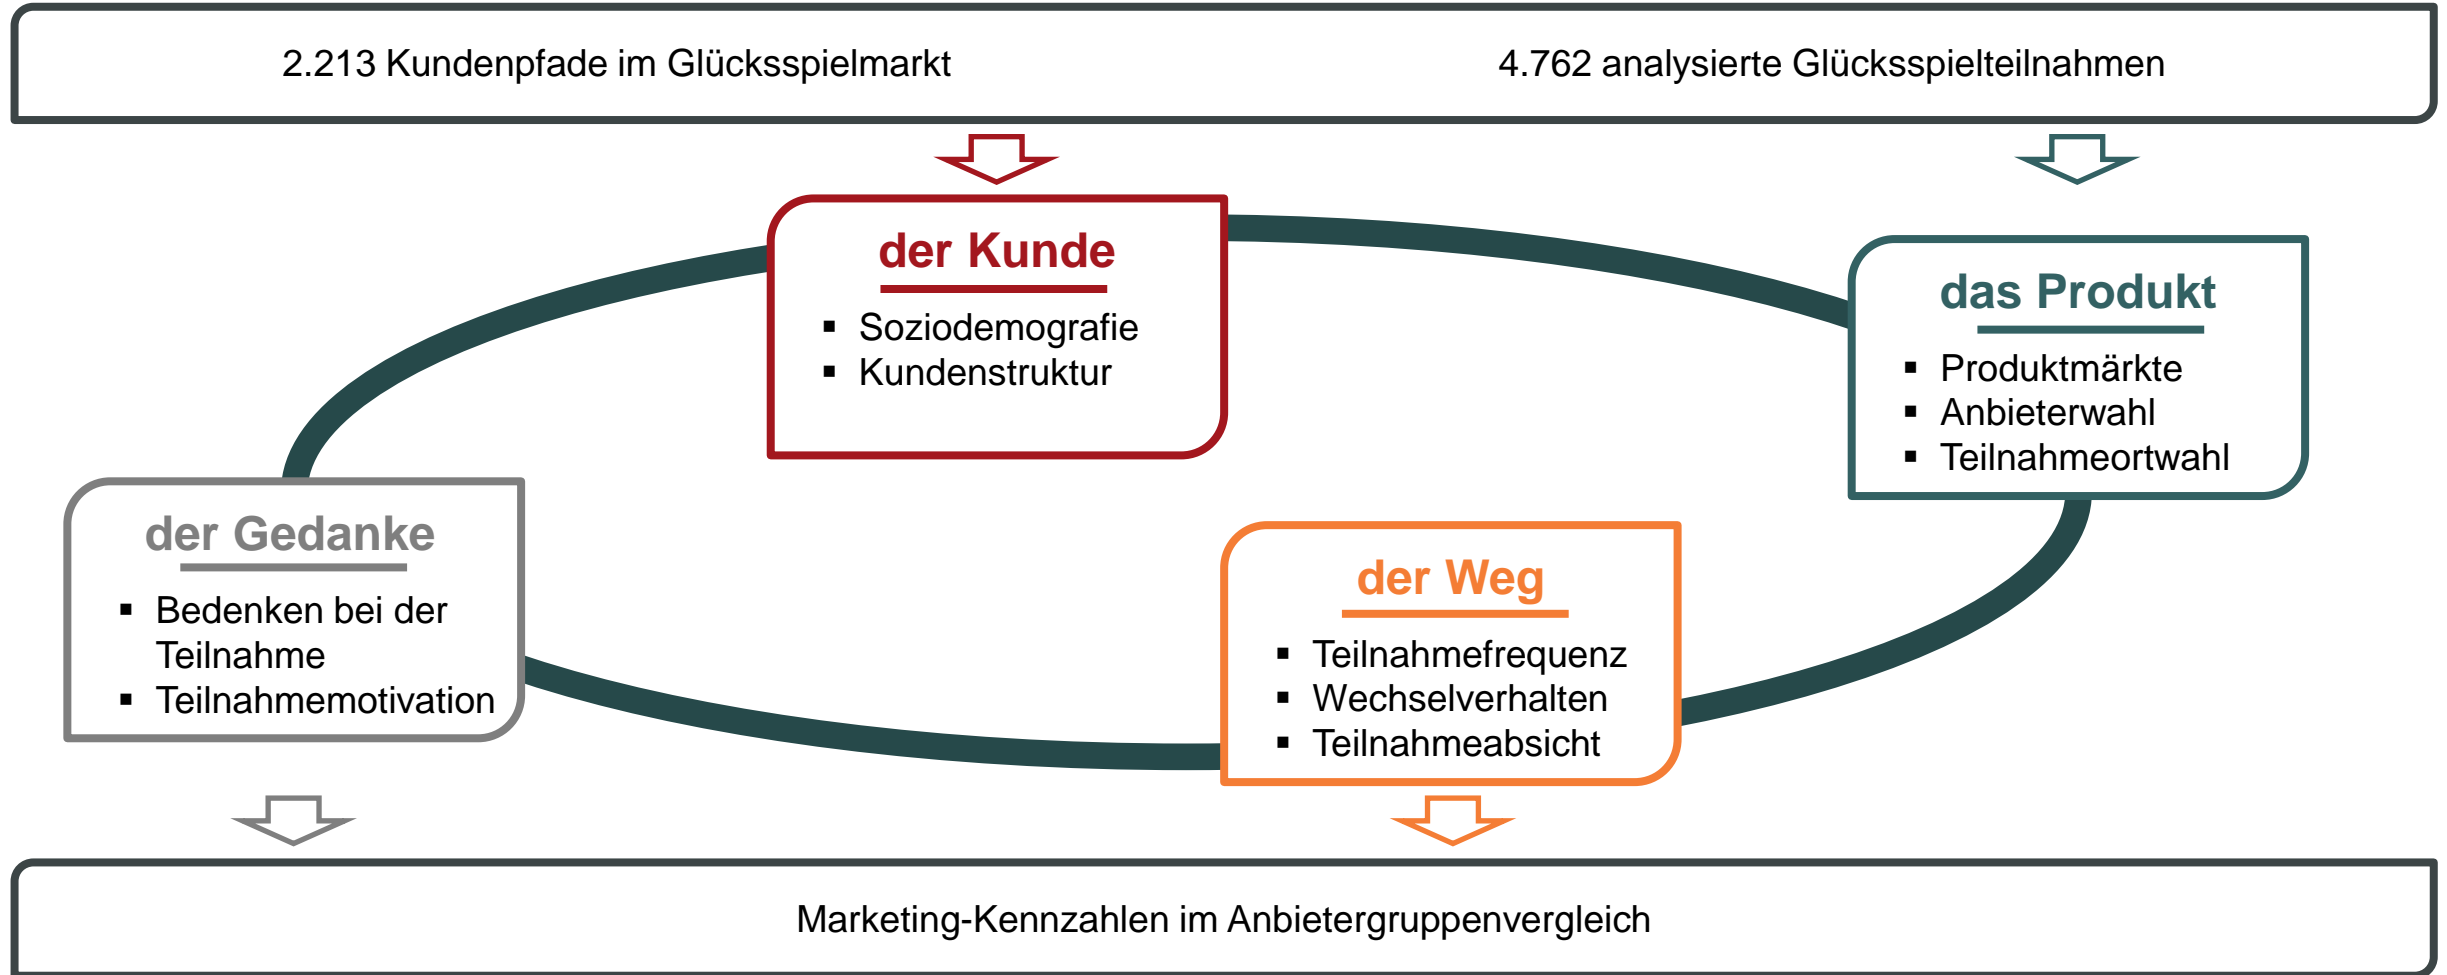 2.213 Kundenpfade im Glücksspielmarkt
4.762 analysierte Glücksspielteilnahmen
der Kunde
▪ Soziodemografie
▪ Kundenstruktur
das Produkt
▪ Produktmärkte
▪ Anbieterwahl
▪ Teilnahmeortwahl
der Gedanke
▪ Bedenken bei der
Teilnahme
▪ Teilnahmemotivation
der Weg
▪ Teilnahmefrequenz
▪ Wechselverhalten
▪ Teilnahmeabsicht
Marketing-Kennzahlen im Anbietergruppenvergleich